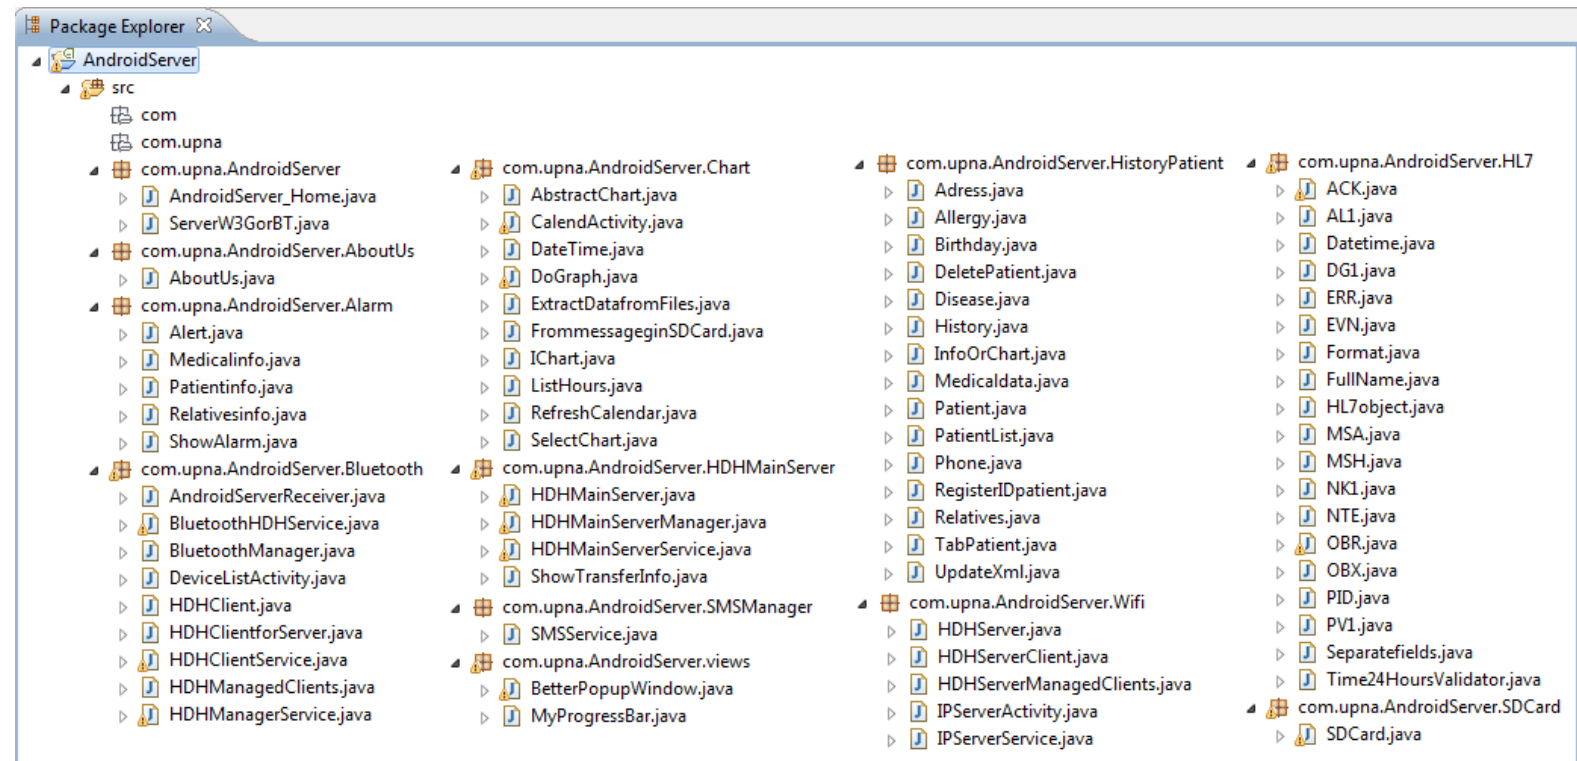 Package Explorer
AndroidServer
src
com
com.upna
com.upna.AndroidServer
AndroidServer_Home.java
ServerW3GorBT.java
com.upna.AndroidServer.AboutUs
AboutUs.java
com.upna.AndroidServer.Alarm
Alert.java
Medicalinfo.java
Patientinfo.java
Relativesinfo.java
ShowAlarm.java
com.upna.AndroidServer.Bluetooth
AndroidServerReceiver.java
BluetoothHDHService.java
BluetoothManager.java
DeviceListActivity.java
HDHClient.java
HDHClientforServer.java
HDHClientService.java
HDHManagedClients.java
HDHManagerService.java
com.upna.AndroidServer.Chart
AbstractChart.java
CalendActivity.java
DateTime.java
DoGraph.java
ExtractDatafromFiles.java
FrommessageginSDCard.java
IChart.java
ListHours.java
RefreshCalendar.java
SelectChart.java
com.upna.AndroidServer.HDHMainServer
HDHMainServer.java
HDHMainServerManager.java
HDHMainServerService.java
ShowTransferInfo.java
com.upna.AndroidServer.SMSManager
SMSService.java
com.upna.AndroidServer.views
BetterPopupWindow.java
MyProgressBar.java
com.upna.AndroidServer.HistoryPatient
Adress.java
Allergy.java
Birthday.java
DeletePatient.java
Disease.java
History.java
InfoOrChart.java
Medicaldata.java
Patient.java
PatientList.java
Phone.java
RegisterIDpatient.java
Relatives.java
TabPatient.java
UpdateXml.java
com.upna.AndroidServer.Wifi
HDHServer.java
HDHServerClient.java
HDHServerManagedClients.java
IPServerActivity.java
IPServerService.java
com.upna.AndroidServer.HL7
ACK.java
AL1.java
Datetime.java
DG1.java
ERR.java
EVN.java
Format.java
FullName.java
HL7object.java
MSA.java
MSH.java
NK1.java
NTE.java
OBR.java
OBX.java
PID.java
PV1.java
Separatefields.java
Time24HoursValidator.java
com.upna.AndroidServer.SDCard
SDCard.java